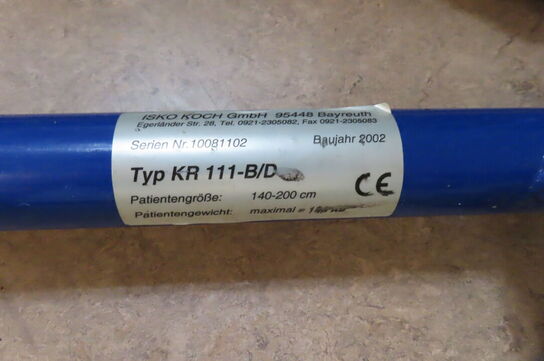 ISKO KOCH GmbH 95448 Bayreuth
Egerländer Str. 28, Tel. 0921-2305082, Fax 0921-2305083
Serien Nr.10081102 Baujahr 2002
Typ KR 111-B/D
Patientengröße: 140-200 cm CE
Patientengewicht: maximal =